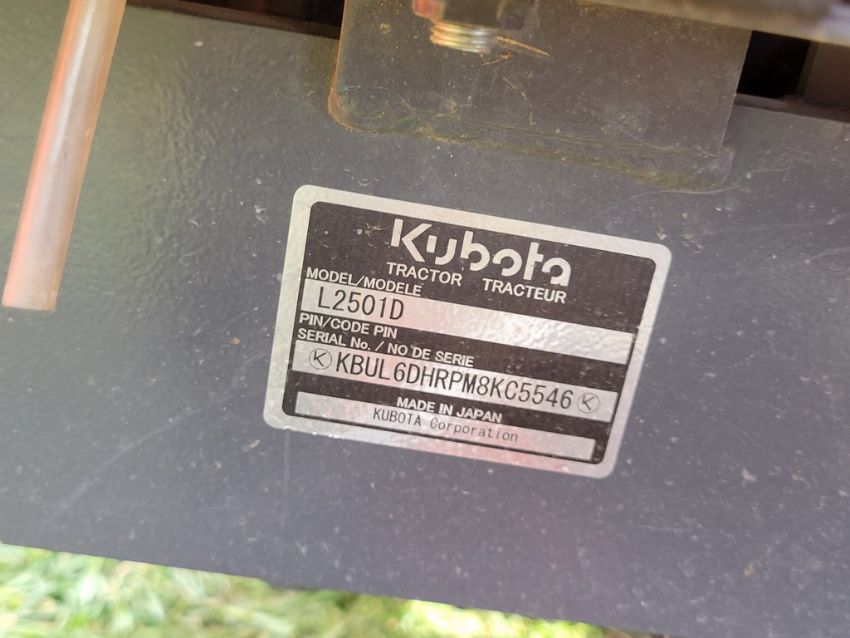 Kubota
TRACTOR TRACTEUR
MODEL/MODELE
L2501D
PIN/CODE PIN
SERIAL No. / NO DE SERIE
Ⓚ KBUL6DHRPM8KC5546 Ⓚ
MADE IN JAPAN
KUBOTA Corporation